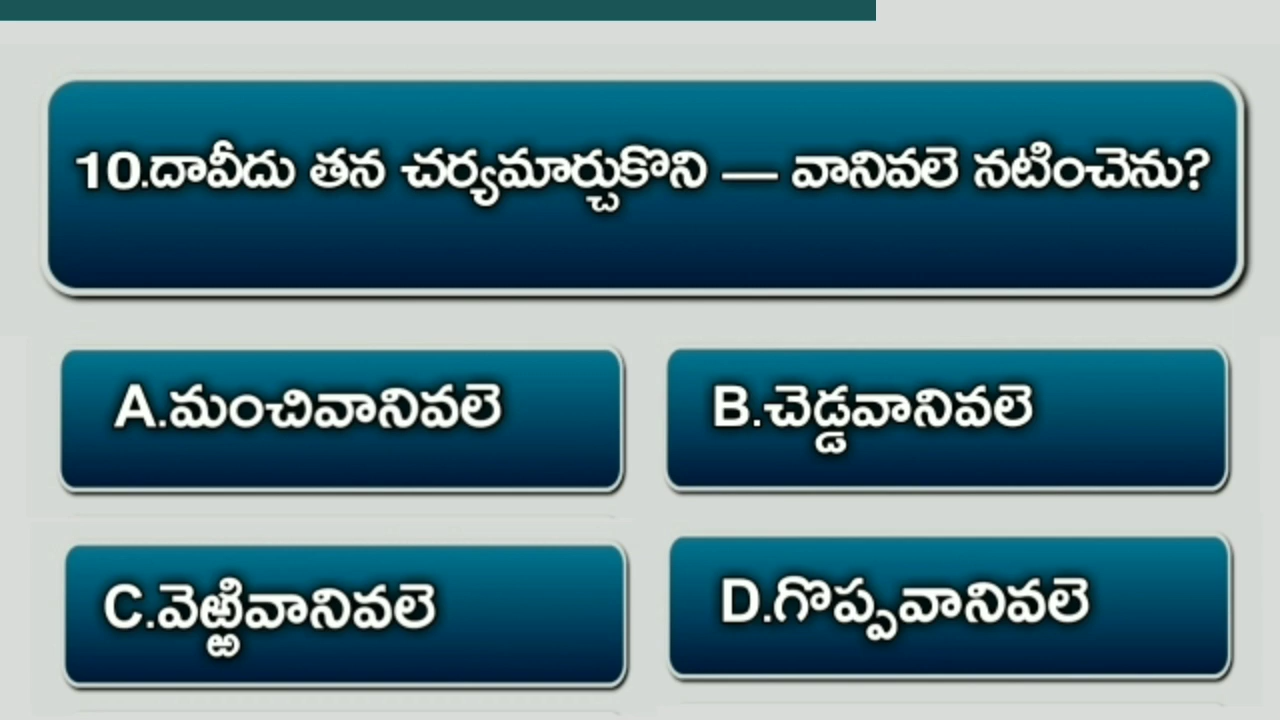 10.దావీదు తన చర్యమార్చుకొని — వానివలె నటించెను?
A.మంచివానివలె
B.చెడ్డవానివలె
C.వెఱ్ఱివానివలె
D.గొప్పవానివలె